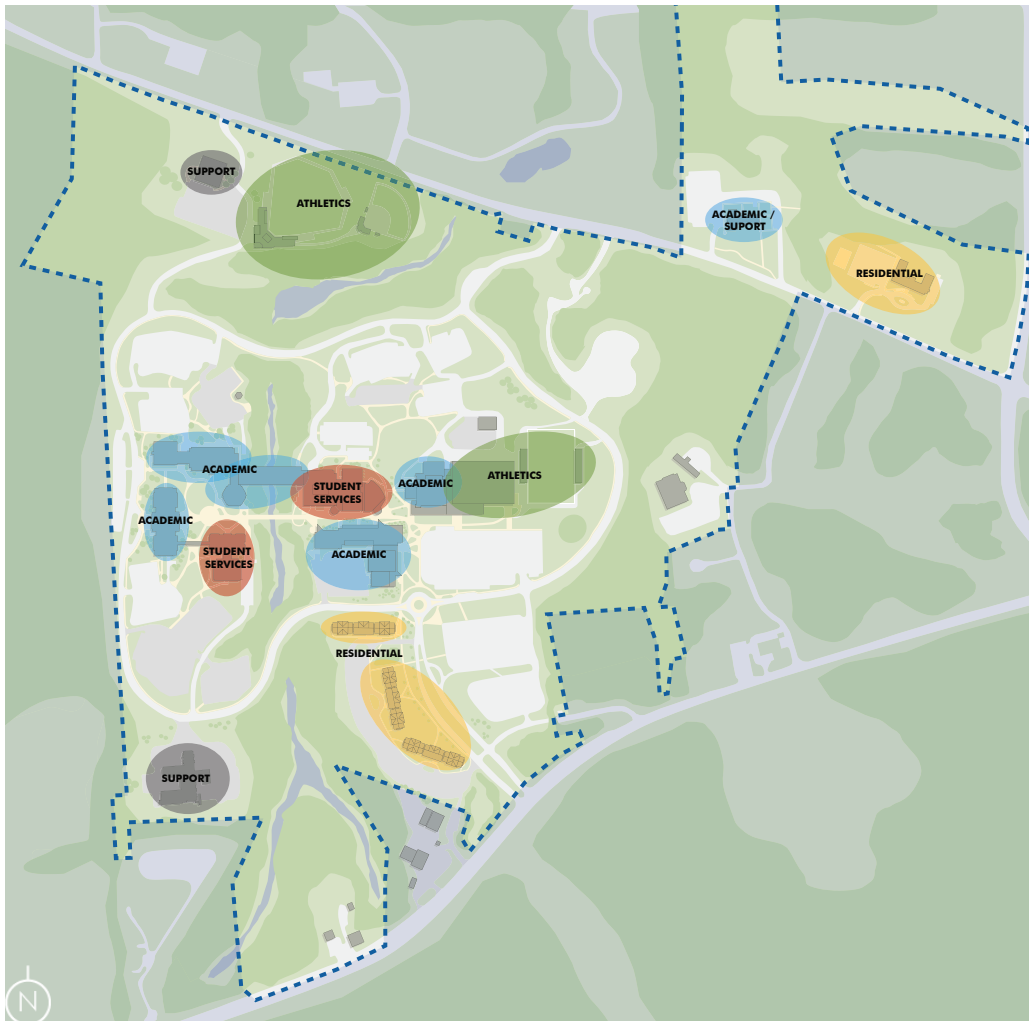 SUPPORT
ATHLETICS
ACADEMIC /
SUPORT
RESIDENTIAL
ACADEMIC
STUDENT
SERVICES
ACADEMIC
ATHLETICS
ACADEMIC
STUDENT
SERVICES
ACADEMIC
RESIDENTIAL
SUPPORT
N